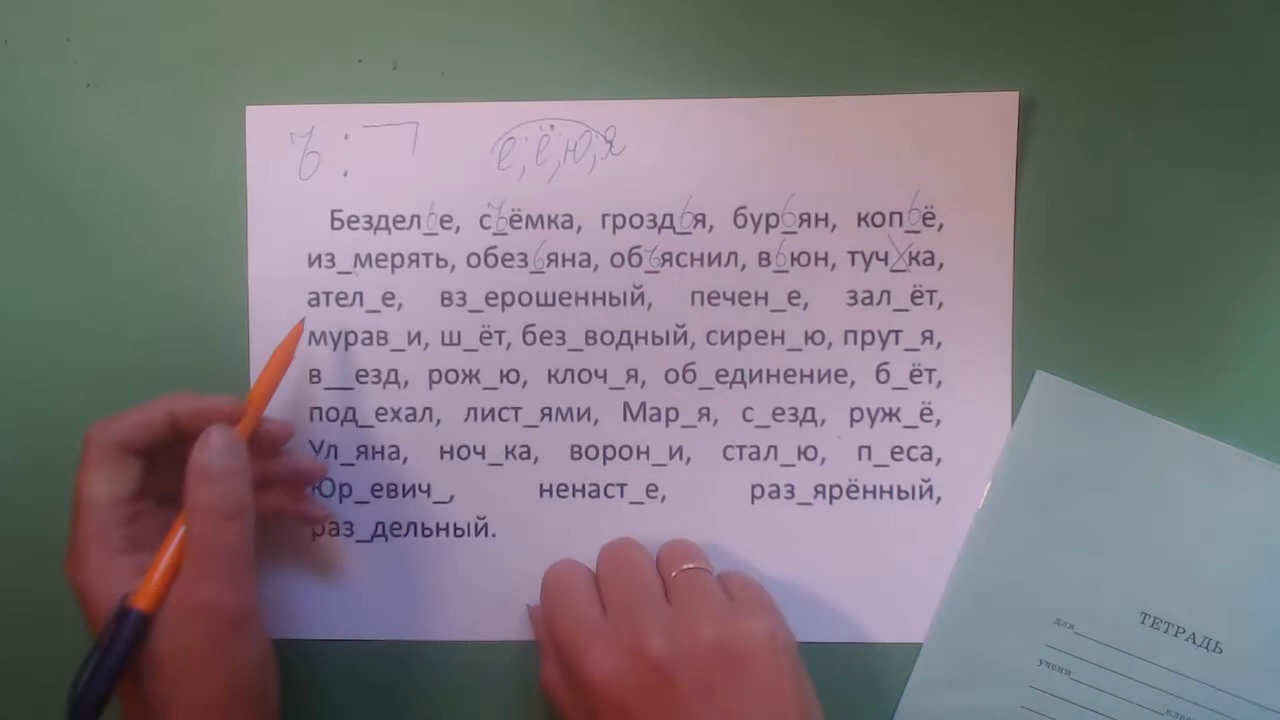 ъ : ¬ е, ё, ю, я
Бездельe, съёмка, гроздья, бурьян, копьё,
из_мерять, обезьяна, объяснил, вьюн, туч_ка,
ател_е, вз_ерошенный, печен_е, зал_ёт,
мурав_и, ш_ёт, без_водный, сирен_ю, прут_я,
в__езд, рож_ю, клоч_я, об_единение, б_ёт,
под_ехал, лист_ями, Мар_я, с_езд, руж_ё,
Ул_яна, ноч_ка, ворон_и, стал_ю, п_еса,
Юр_евич_, ненаст_е, раз_ярённый,
раз_дельный.
ТЕТРАДЬ
для
учени